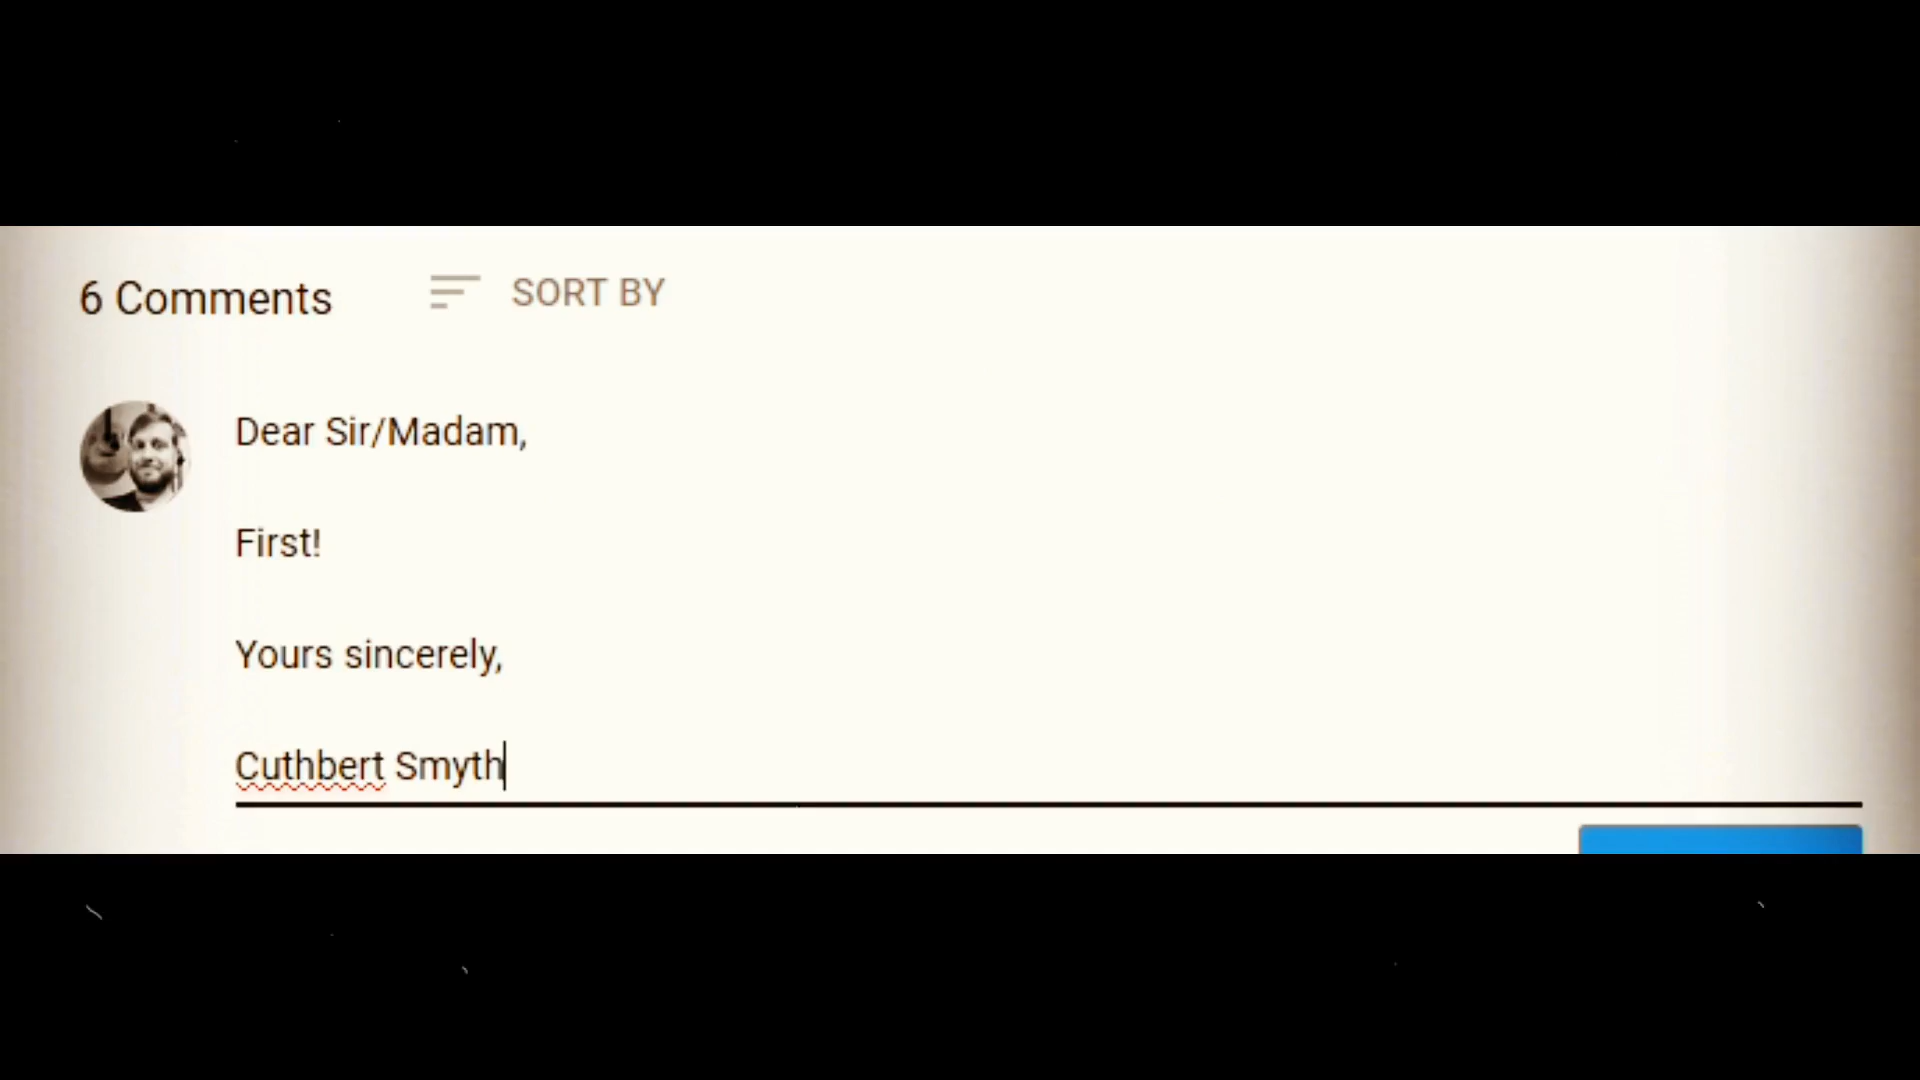 6 Comments
SORT BY
Dear Sir/Madam,
First!
Yours sincerely,
Cuthbert Smyth